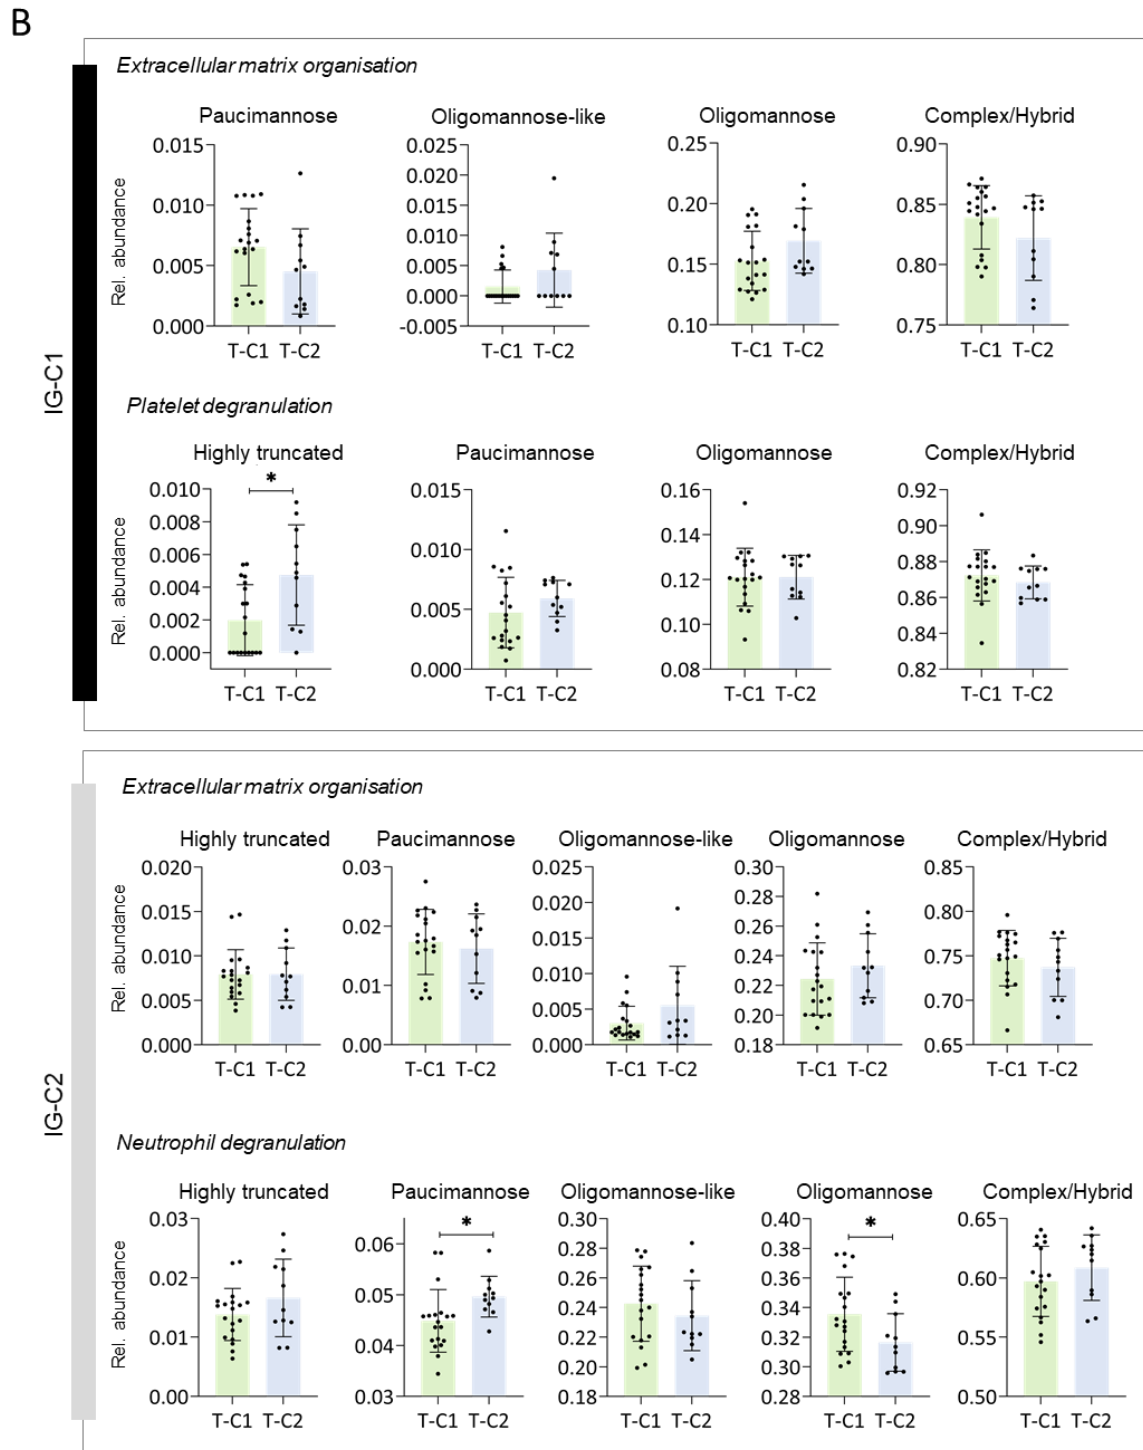 B
Extracellular matrix organisation
Paucimannose Oligomannose-like Oligomannose Complex/Hybrid
IG-C1
Rel. abundance
0.015
0.010
0.005
0.000
T-C1 T-C2
0.025
0.020
0.015
0.010
0.005
0.000
-0.005
T-C1 T-C2
0.25
0.20
0.15
0.10
T-C1 T-C2
0.90
0.85
0.80
0.75
T-C1 T-C2
Platelet degranulation
Highly truncated Paucimannose Oligomannose Complex/Hybrid
Rel. abundance
0.010
0.008
0.006
0.004
0.002
0.000
*
T-C1 T-C2
0.015
0.010
0.005
0.000
T-C1 T-C2
0.16
0.14
0.12
0.10
0.08
T-C1 T-C2
0.92
0.90
0.88
0.86
0.84
0.82
T-C1 T-C2
IG-C2
Extracellular matrix organisation
Highly truncated Paucimannose Oligomannose-like Oligomannose Complex/Hybrid
Rel. abundance
0.020
0.015
0.010
0.005
0.000
T-C1 T-C2
0.03
0.02
0.01
0.00
T-C1 T-C2
0.025
0.020
0.015
0.010
0.005
0.000
T-C1 T-C2
0.30
0.28
0.26
0.24
0.22
0.20
0.18
T-C1 T-C2
0.85
0.80
0.75
0.70
0.65
T-C1 T-C2
Neutrophil degranulation
Highly truncated Paucimannose Oligomannose-like Oligomannose Complex/Hybrid
Rel. abundance
0.03
0.02
0.01
0.00
T-C1 T-C2
0.06
0.05
0.04
0.03
*
T-C1 T-C2
0.30
0.28
0.26
0.24
0.22
0.20
0.18
T-C1 T-C2
0.40
0.38
0.36
0.34
0.32
0.30
0.28
*
T-C1 T-C2
0.65
0.60
0.55
0.50
T-C1 T-C2